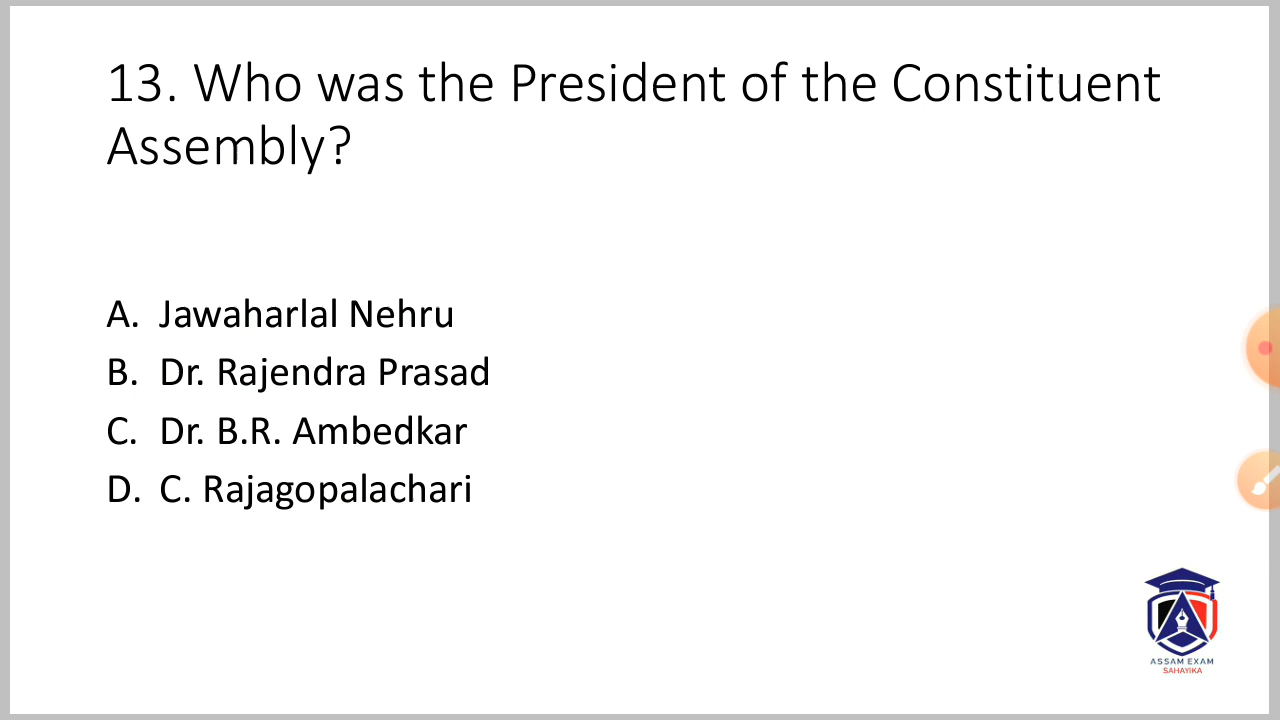 13. Who was the President of the Constituent
Assembly?
A. Jawaharlal Nehru
B. Dr. Rajendra Prasad
C. Dr. B.R. Ambedkar
D. C. Rajagopalachari
ASSAM EXAM
SAHAYIKA